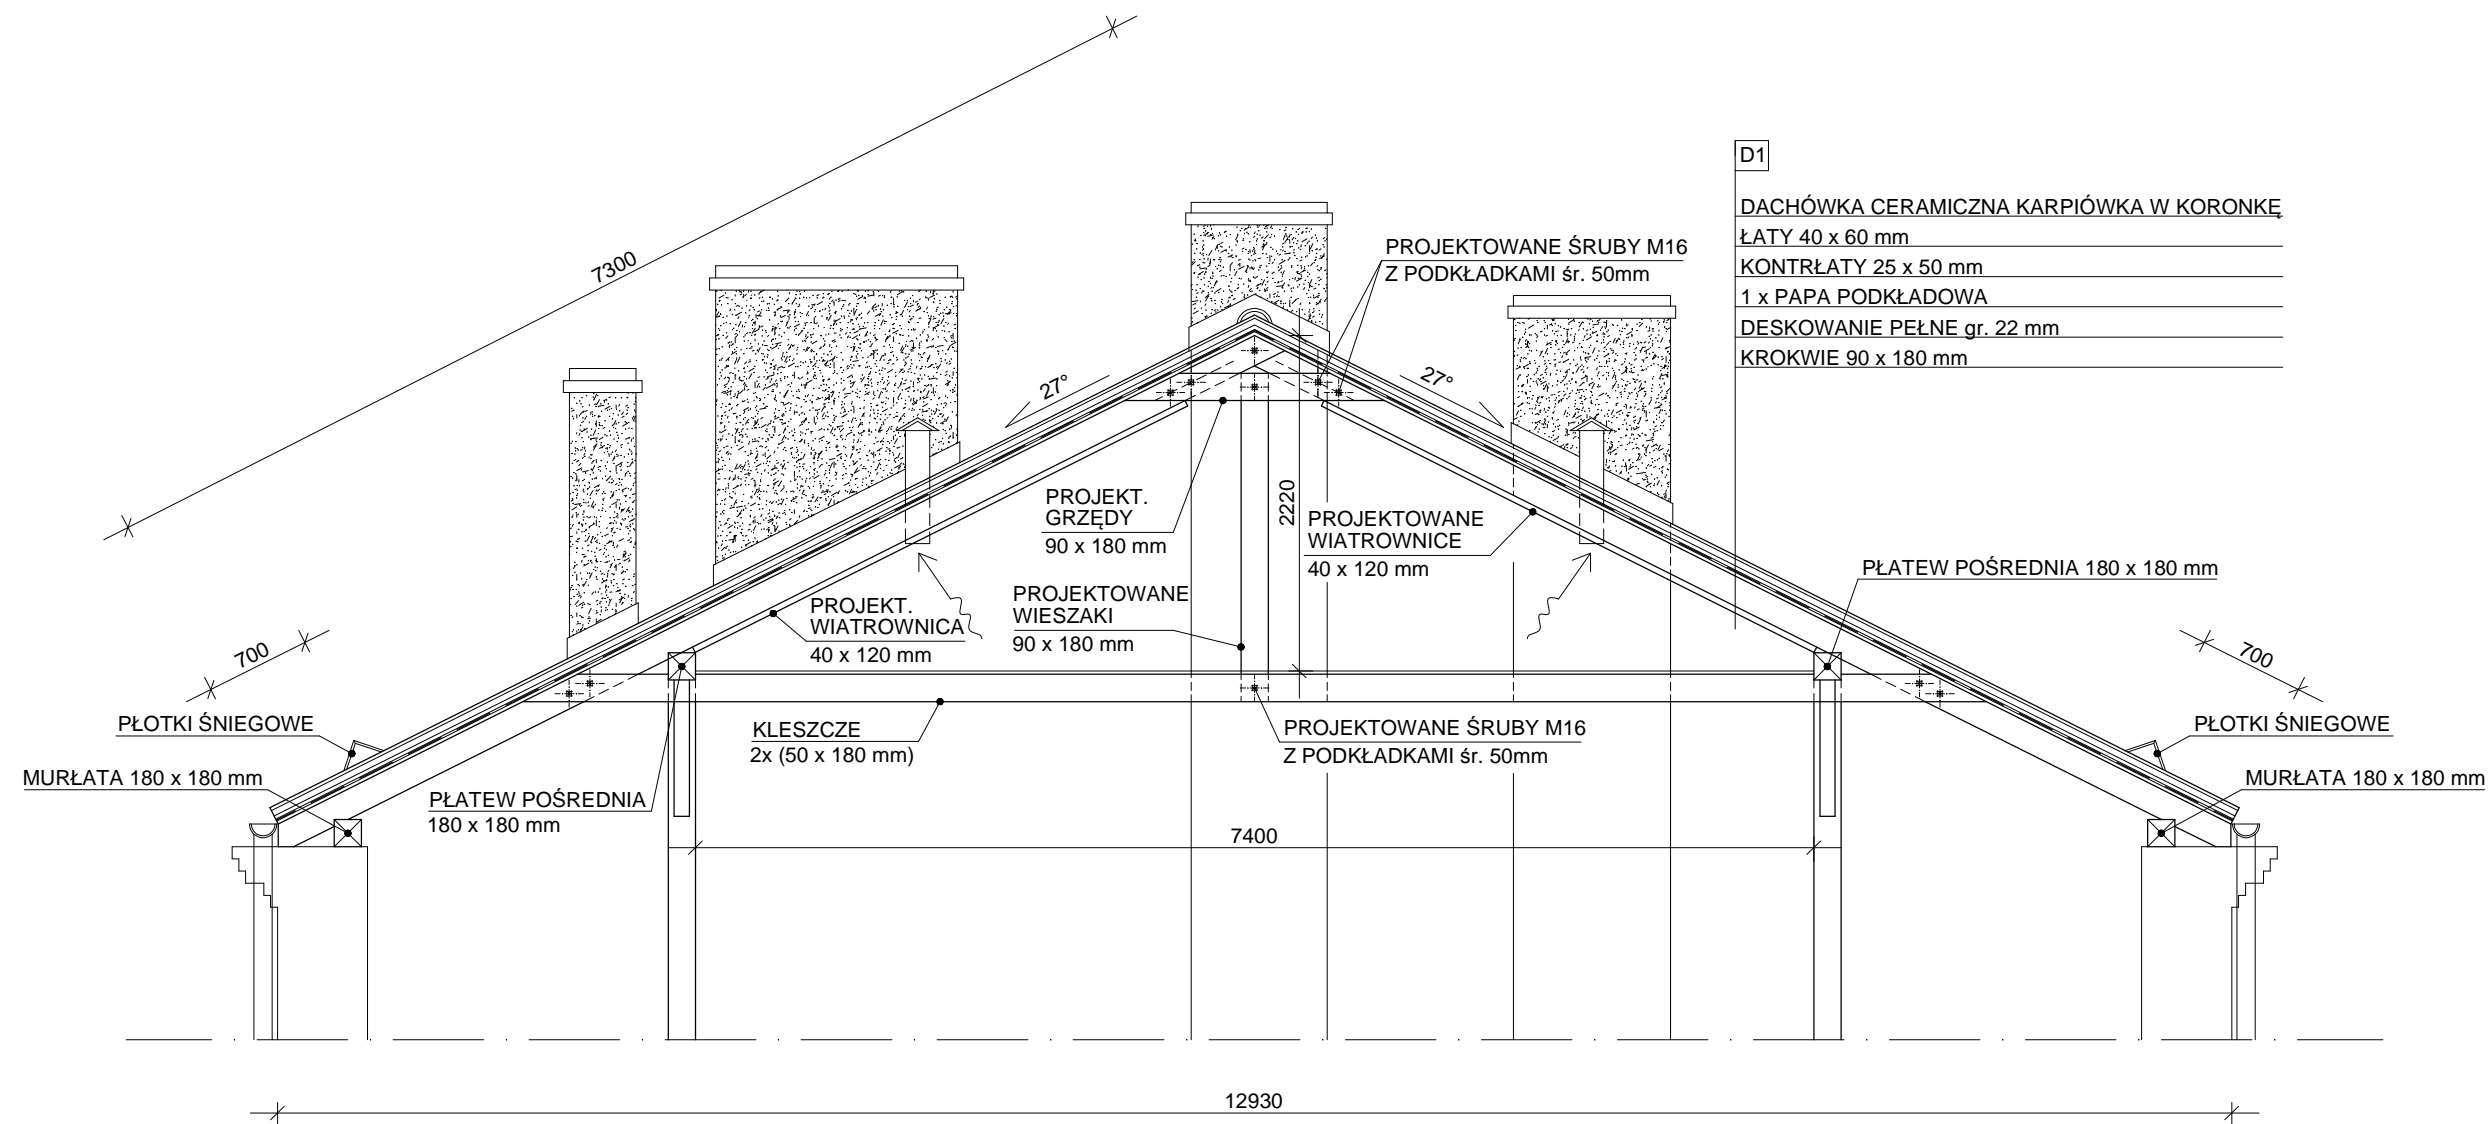 7300
D1
DACHÓWKA CERAMICZNA KARPIÓWKA W KORONKĘ
ŁATY 40 x 60 mm
KONTRŁATY 25 x 50 mm
1 x PAPA PODKŁADOWA
DESKOWANIE PEŁNE gr. 22 mm
KROKWIE 90 x 180 mm
PROJEKTOWANE ŚRUBY M16
Z PODKŁADKAMI śr. 50mm
27°
27°
PROJEKT.
GRZĘDY
90 x 180 mm
2220
PROJEKTOWANE
WIATROWNICE
40 x 120 mm
PŁATEW POŚREDNIA 180 x 180 mm
PROJEKT.
WIATROWNICA
40 x 120 mm
PROJEKTOWANE
WIESZAKI
90 x 180 mm
700
700
PŁOTKI ŚNIEGOWE
KLESZCZE
2x (50 x 180 mm)
PROJEKTOWANE ŚRUBY M16
Z PODKŁADKAMI śr. 50mm
PŁOTKI ŚNIEGOWE
MURŁATA 180 x 180 mm
MURŁATA 180 x 180 mm
PŁATEW POŚREDNIA
180 x 180 mm
7400
12930